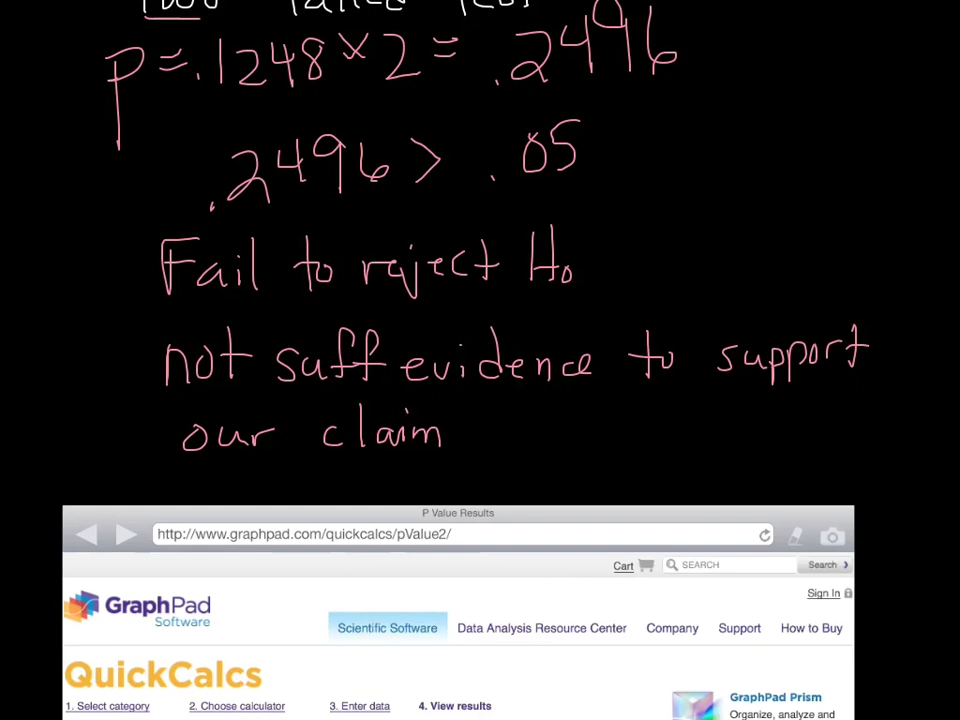 two tailed test
p = .1248 × 2 = .2496
.2496 > .05
Fail to reject H₀
not suff evidence to support
our claim
P Value Results
http://www.graphpad.com/quickcalcs/pValue2/
Cart SEARCH Search
Sign In
GraphPad Software
Scientific Software Data Analysis Resource Center Company Support How to Buy
QuickCalcs
1. Select category 2. Choose calculator 3. Enter data 4. View results
GraphPad Prism
Organize, analyze and